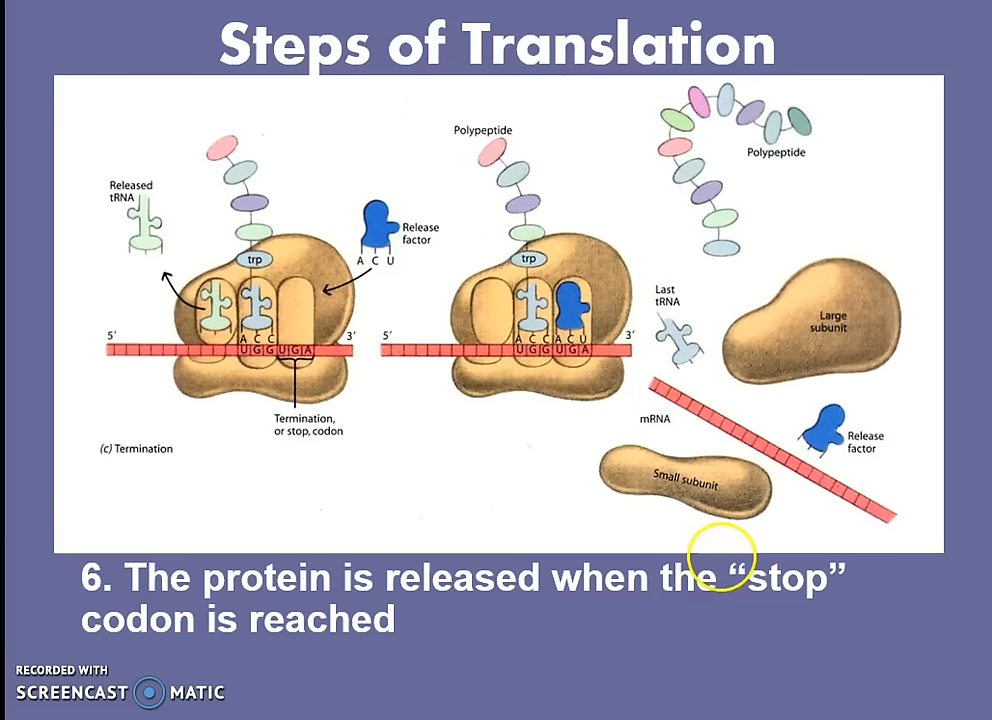 Steps of Translation
Released
tRNA
trp
Release
factor
A C U
5'
3'
A C C
U G G U G A
Termination,
or stop, codon
(c) Termination
Polypeptide
trp
5'
3'
A C C A C U
U G G U G A
Polypeptide
Last
tRNA
Large
subunit
mRNA
Release
factor
Small subunit
6. The protein is released when the “stop”
codon is reached
RECORDED WITH
SCREENCAST MATIC